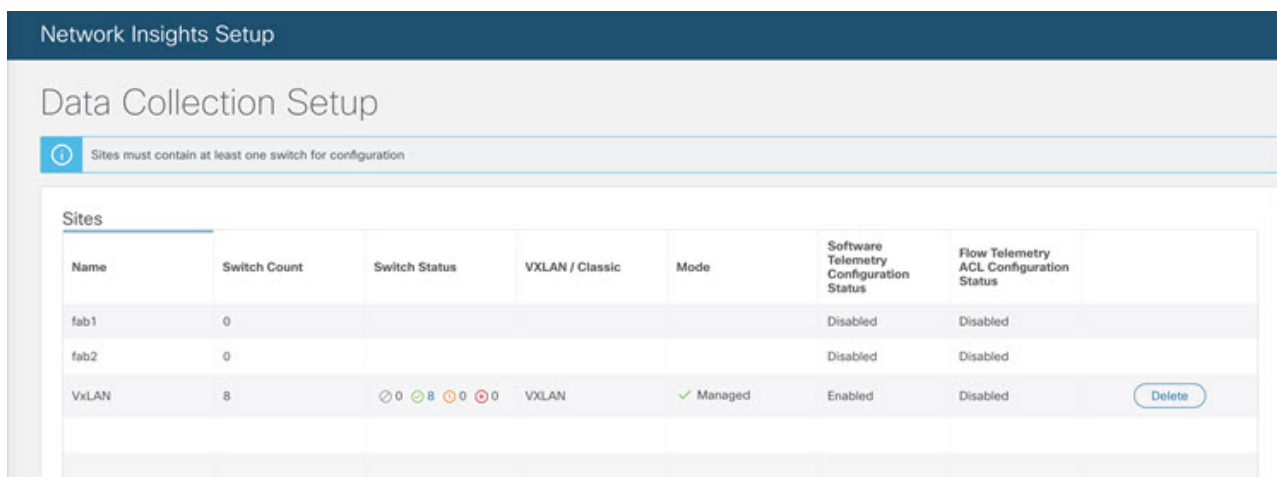 Network Insights Setup
Data Collection Setup
Sites must contain at least one switch for configuration
Sites
Name Switch Count Switch Status VXLAN / Classic Mode Software Telemetry Configuration Status Flow Telemetry ACL Configuration Status
fab1 0 Disabled Disabled
fab2 0 Disabled Disabled
VxLAN 8 0 8 0 0 VXLAN Managed Enabled Disabled Delete